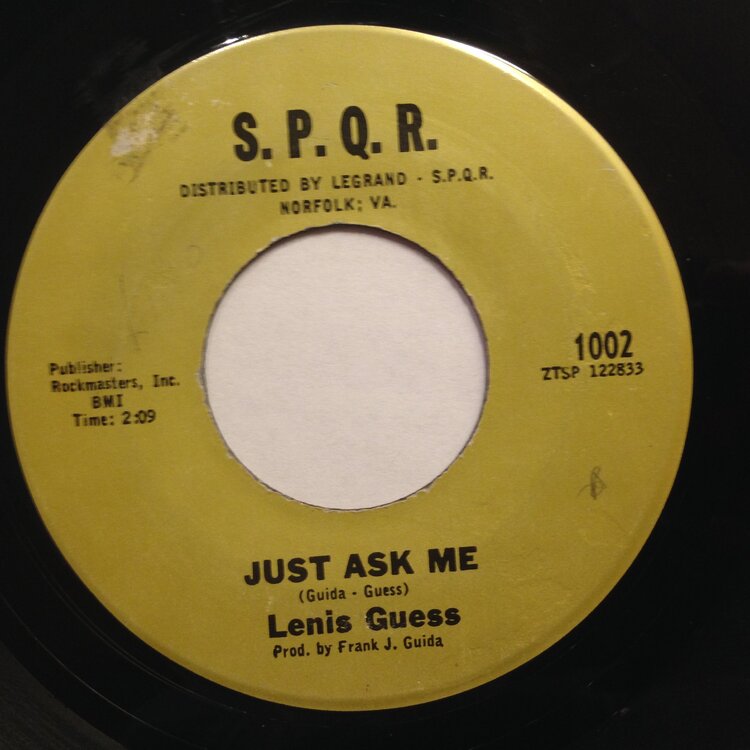 S. P. Q. R.
DISTRIBUTED BY LEGRAND - S.P.Q.R.
NORFOLK; VA.
1002
ZTSP 122833
Publisher:
Rockmasters, Inc.
BMI
Time: 2:09
JUST ASK ME
(Guida - Guess)
Lenis Guess
Prod. by Frank J. Guida